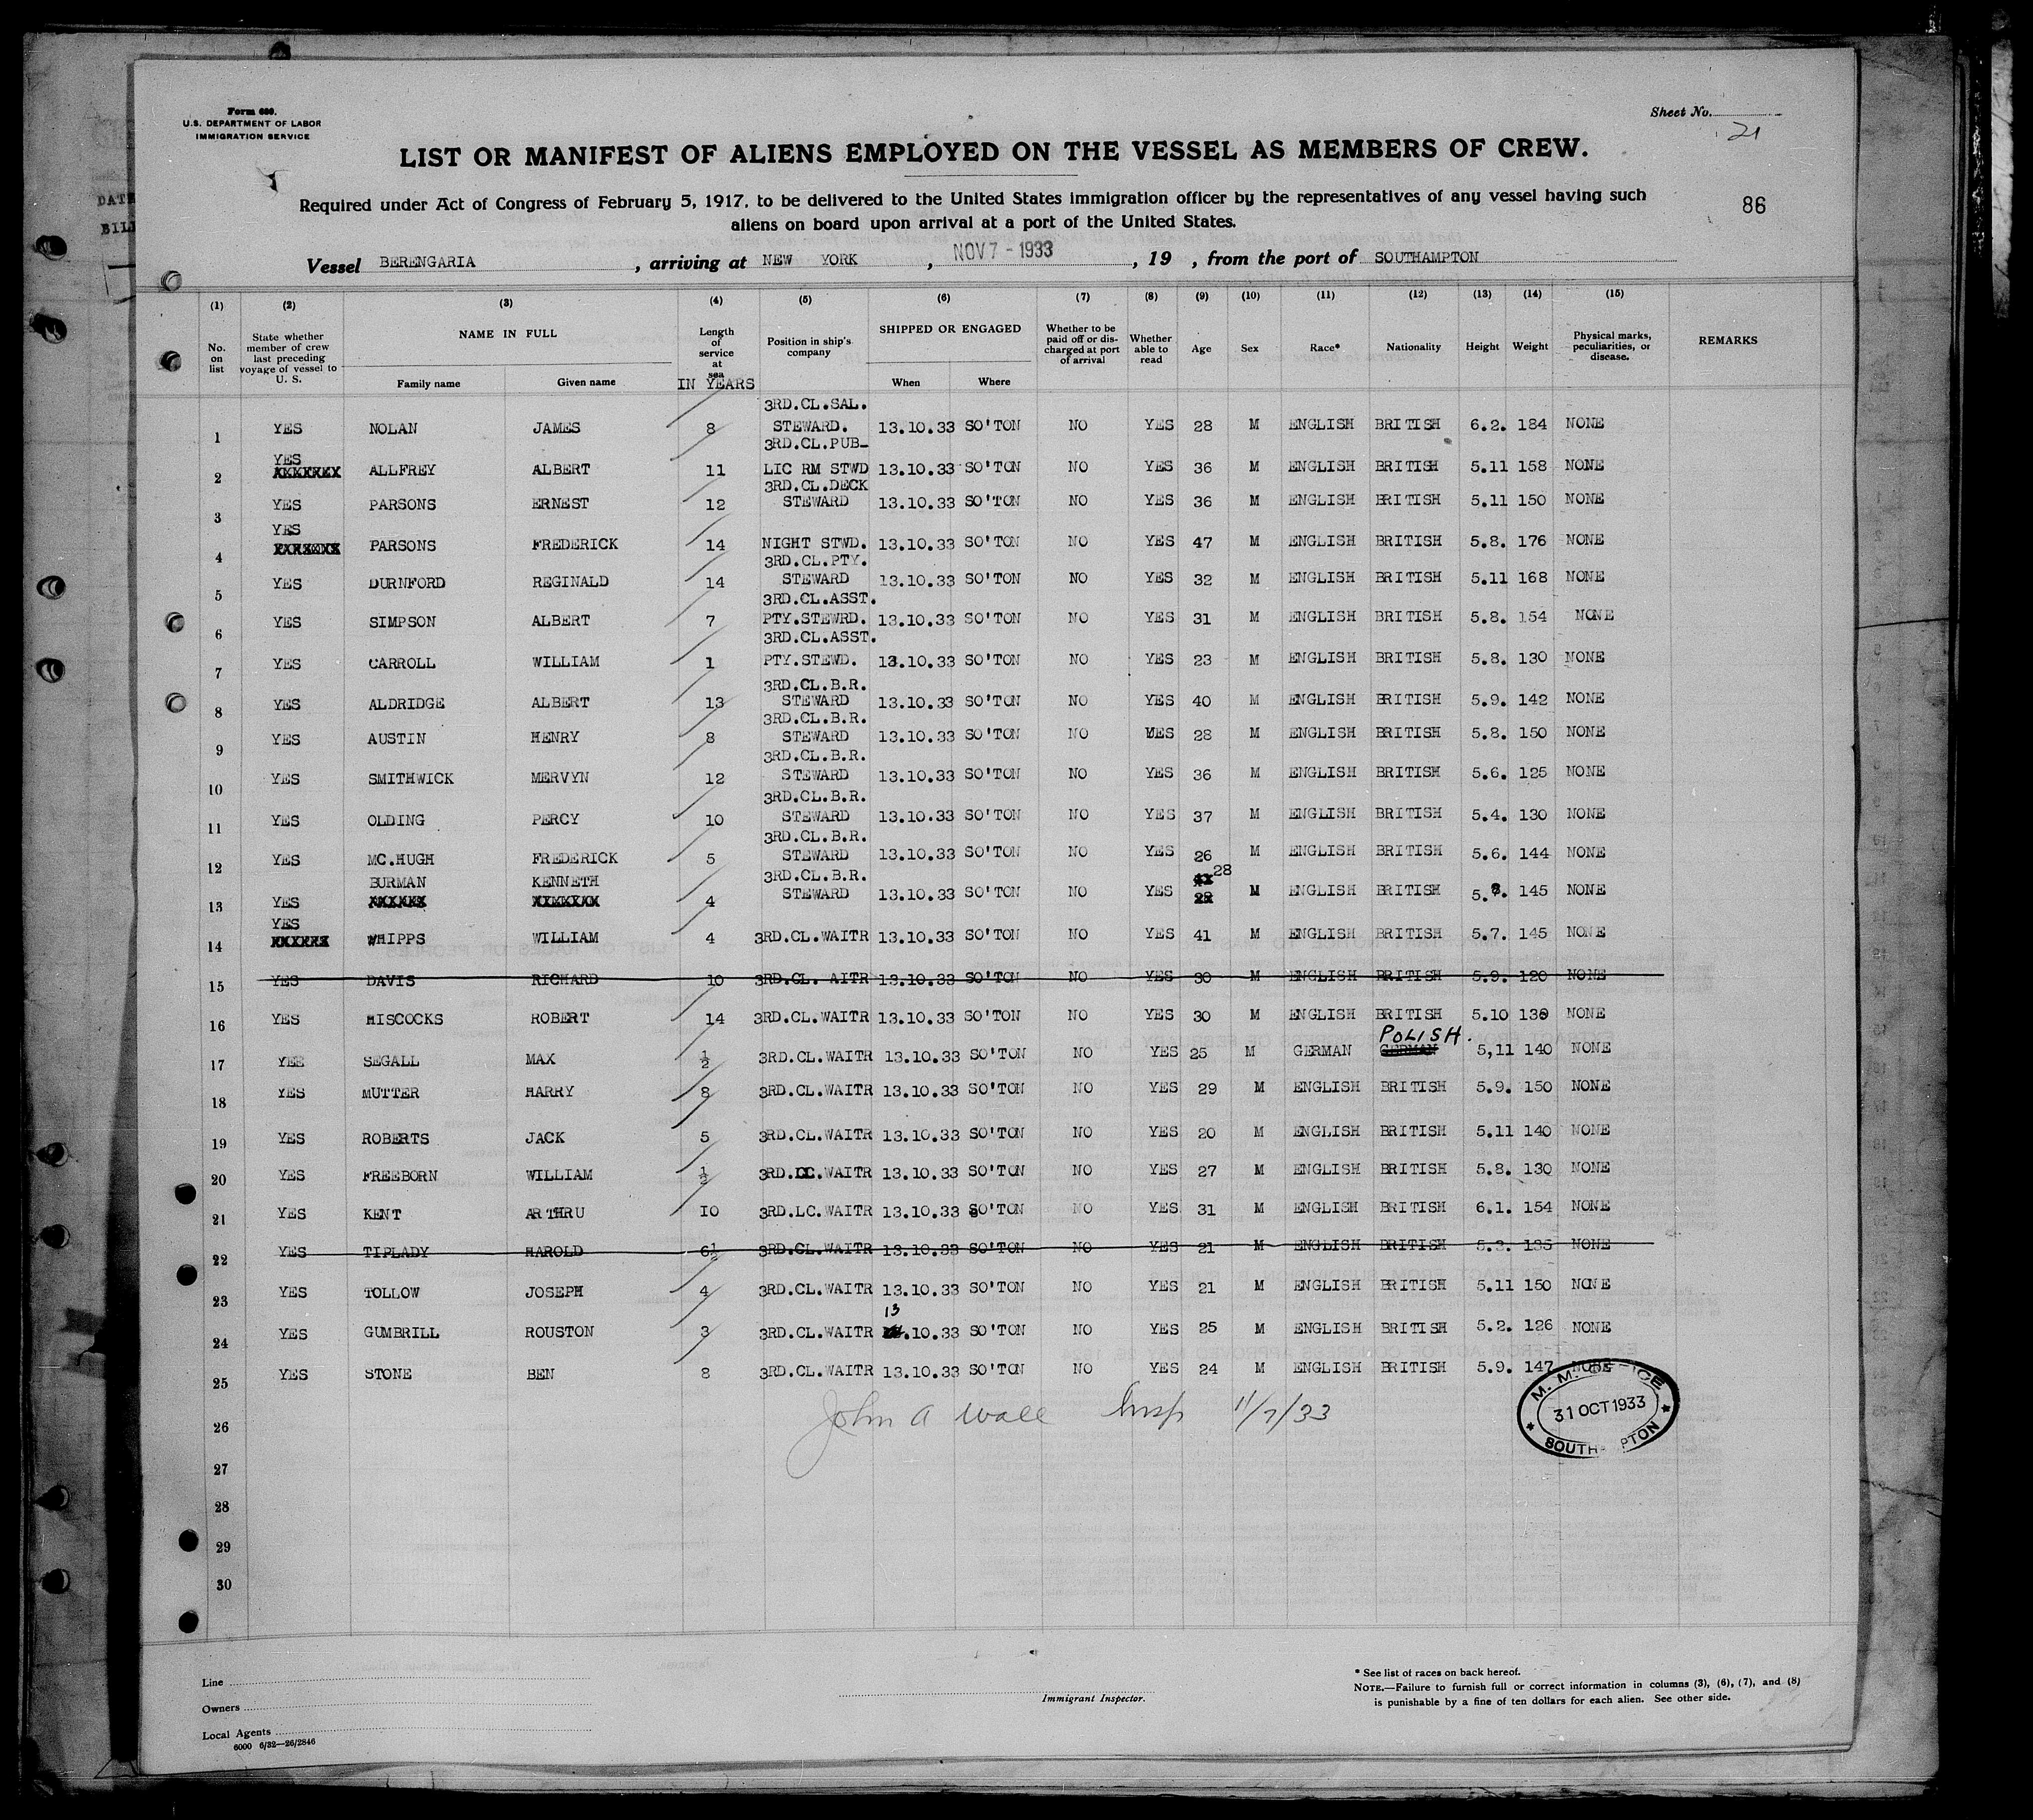 Form 680.
U.S. DEPARTMENT OF LABOR
IMMIGRATION SERVICE
Sheet No.
21
LIST OR MANIFEST OF ALIENS EMPLOYED ON THE VESSEL AS MEMBERS OF CREW.
Required under Act of Congress of February 5, 1917, to be delivered to the United States immigration officer by the representatives of any vessel having such
aliens on board upon arrival at a port of the United States.
86
Vessel BERENGARIA, arriving at NEW YORK, NOV 7 - 1933, 19 , from the port of SOUTHAMPTON
(1) (2) (3) (4) (5) (6) (7) (8) (9) (10) (11) (12) (13) (14) (15)
No. on list
State whether member of crew last preceding voyage of vessel to U. S.
NAME IN FULL
Family name Given name
Length of service at sea IN YEARS
Position in ship's company
SHIPPED OR ENGAGED
When Where
Whether to be paid off or discharged at port of arrival
Whether able to read
Age Sex Race* Nationality Height Weight
Physical marks, peculiarities, or disease.
REMARKS
1 YES NOLAN JAMES 8 3RD.CL.SAL. STEWARD. 13.10.33 SO'TON NO YES 28 M ENGLISH BRITISH 6.2. 184 NONE
2 YES ALLFREY ALBERT 11 3RD.CL.PUB-LIC RM STWD 13.10.33 SO'TON NO YES 36 M ENGLISH BRITISH 5.11 158 NONE
3 YES PARSONS ERNEST 12 3RD.CL.DECK STEWARD 13.10.33 SO'TON NO YES 36 M ENGLISH BRITISH 5.11 150 NONE
4 YES PARSONS FREDERICK 14 NIGHT STWD. 13.10.33 SO'TON NO YES 47 M ENGLISH BRITISH 5.8. 176 NONE
5 YES DURNFORD REGINALD 14 3RD.CL.PTY. STEWARD 13.10.33 SO'TON NO YES 32 M ENGLISH BRITISH 5.11 168 NONE
6 YES SIMPSON ALBERT 7 3RD.CL.ASST. PTY.STEWRD. 13.10.33 SO'TON NO YES 31 M ENGLISH BRITISH 5.8. 154 NONE
7 YES CARROLL WILLIAM 1 3RD.CL.ASST. PTY.STEWD. 13.10.33 SO'TON NO YES 23 M ENGLISH BRITISH 5.8. 130 NONE
8 YES ALDRIDGE ALBERT 13 3RD.CL.B.R. STEWARD 13.10.33 SO'TON NO YES 40 M ENGLISH BRITISH 5.9. 142 NONE
9 YES AUSTIN HENRY 8 3RD.CL.B.R. STEWARD 13.10.33 SO'TON NO YES 28 M ENGLISH BRITISH 5.8. 150 NONE
10 YES SMITHWICK MERVYN 12 3RD.CL.B.R. STEWARD 13.10.33 SO'TON NO YES 36 M ENGLISH BRITISH 5.6. 125 NONE
11 YES OLDING PERCY 10 3RD.CL.B.R. STEWARD 13.10.33 SO'TON NO YES 37 M ENGLISH BRITISH 5.4. 130 NONE
12 YES MC.HUGH FREDERICK 5 3RD.CL.B.R. STEWARD 13.10.33 SO'TON NO YES 26 M ENGLISH BRITISH 5.6. 144 NONE
13 YES BURMAN KENNETH 4 3RD.CL.B.R. STEWARD 13.10.33 SO'TON NO YES 28 M ENGLISH BRITISH 145 NONE
14 YES WHIPPS WILLIAM 4 3RD.CL.WAITR 13.10.33 SO'TON NO YES 41 M ENGLISH BRITISH 5.7. 145 NONE
15 YES DAVIS RICHARD 10 3RD.CL. AITR 13.10.33 SO'TON NO YES 30 M ENGLISH BRITISH 5.9. 120 NONE
16 YES HISCOCKS ROBERT 14 3RD.CL.WAITR 13.10.33 SO'TON NO YES 30 M ENGLISH BRITISH 5.10 139 NONE
17 YEE SEGALL MAX ½ 3RD.CL.WAITR 13.10.33 SO'TON NO YES 25 M GERMAN GERMAN POLISH. 5,11 140 NONE
18 YES MUTTER HARRY 8 3RD.CL.WAITR 13.10.33 SO'TON NO YES 29 M ENGLISH BRITISH 5.9. 150 NONE
19 YES ROBERTS JACK 5 3RD.CL.WAITR 13.10.33 SO'TON NO YES 20 M ENGLISH BRITISH 5.11 140 NONE
20 YES FREEBORN WILLIAM ½ 3RD.LC.WAITR 13.10.33 SO'TON NO YES 27 M ENGLISH BRITISH 5.8. 130 NONE
21 YES KENT ARTHRU 10 3RD.LC.WAITR 13.10.33 SO'TON NO YES 31 M ENGLISH BRITISH 6.1. 154 NONE
22 YES TIPLADY HAROLD 6½ 3RD.CL.WAITR 13.10.33 SO'TON NO YES 21 M ENGLISH BRITISH 5.3. 135 NONE
23 YES TOLLOW JOSEPH 4 3RD.CL.WAITR 13.10.33 SO'TON NO YES 21 M ENGLISH BRITISH 5.11 150 NONE
24 YES GUMBRILL ROUSTON 3 3RD.CL.WAITR 13.10.33 SO'TON NO YES 25 M ENGLISH BRITISH 5.2. 126 NONE
25 YES STONE BEN 8 3RD.CL.WAITR 13.10.33 SO'TON NO YES 24 M ENGLISH BRITISH 5.9. 147 NONE
26 John A Wall Insp 11/7/33
M. M. OFFICE
31 OCT 1933
SOUTHAMPTON
27
28
29
30
Line
Owners
Local Agents
6000 6/32—26/2846
Immigrant Inspector.
* See list of races on back hereof.
NOTE.—Failure to furnish full or correct information in columns (3), (6), (7), and (8)
is punishable by a fine of ten dollars for each alien. See other side.